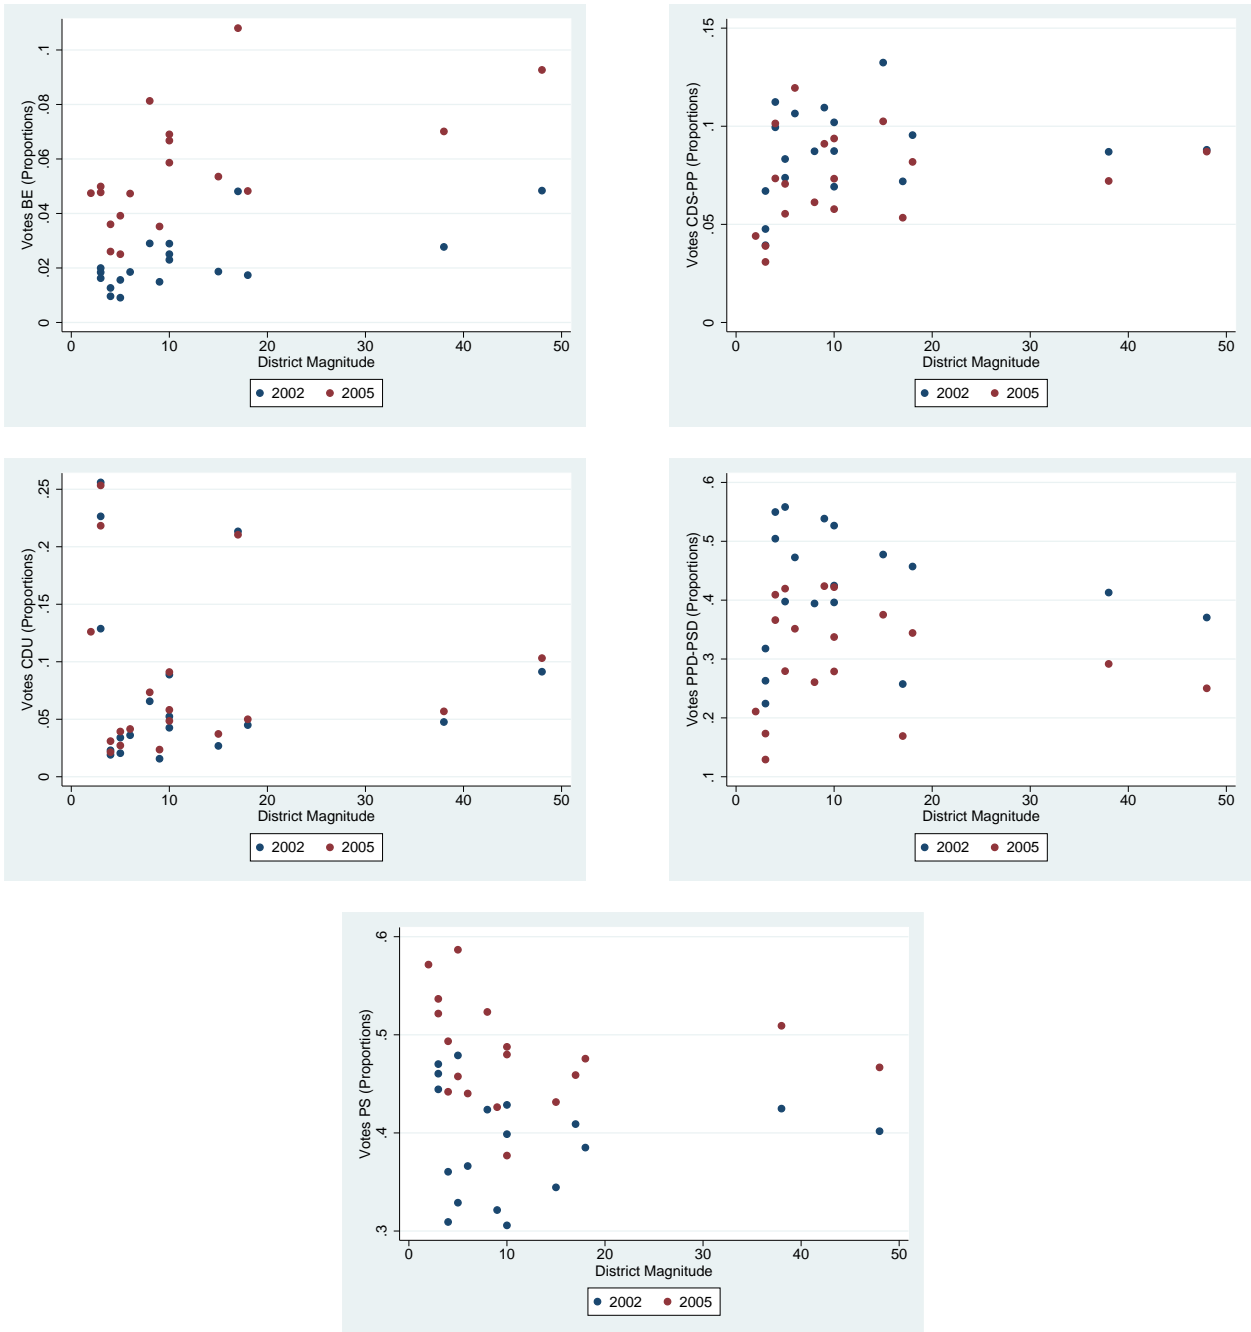 Votes BE (Proportions)
0 .02 .04 .06 .08 .1
0 10 20 30 40 50
District Magnitude
2002 2005
Votes CDS-PP (Proportions)
0 .05 .1 .15
0 10 20 30 40 50
District Magnitude
2002 2005
Votes CDU (Proportions)
0 .05 .1 .15 .2 .25
0 10 20 30 40 50
District Magnitude
2002 2005
Votes PPD-PSD (Proportions)
.1 .2 .3 .4 .5 .6
0 10 20 30 40 50
District Magnitude
2002 2005
Votes PS (Proportions)
.3 .4 .5 .6
0 10 20 30 40 50
District Magnitude
2002 2005